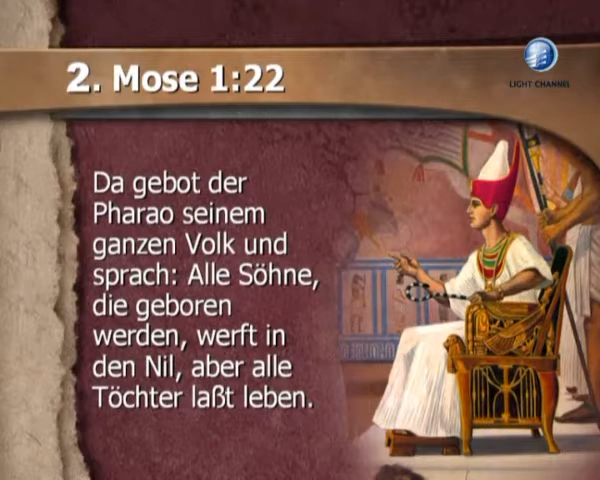 2. Mose 1:22
LIGHT CHANNEL
Da gebot der
Pharao seinem
ganzen Volk und
sprach: Alle Söhne,
die geboren
werden, werft in
den Nil, aber alle
Töchter laßt leben.